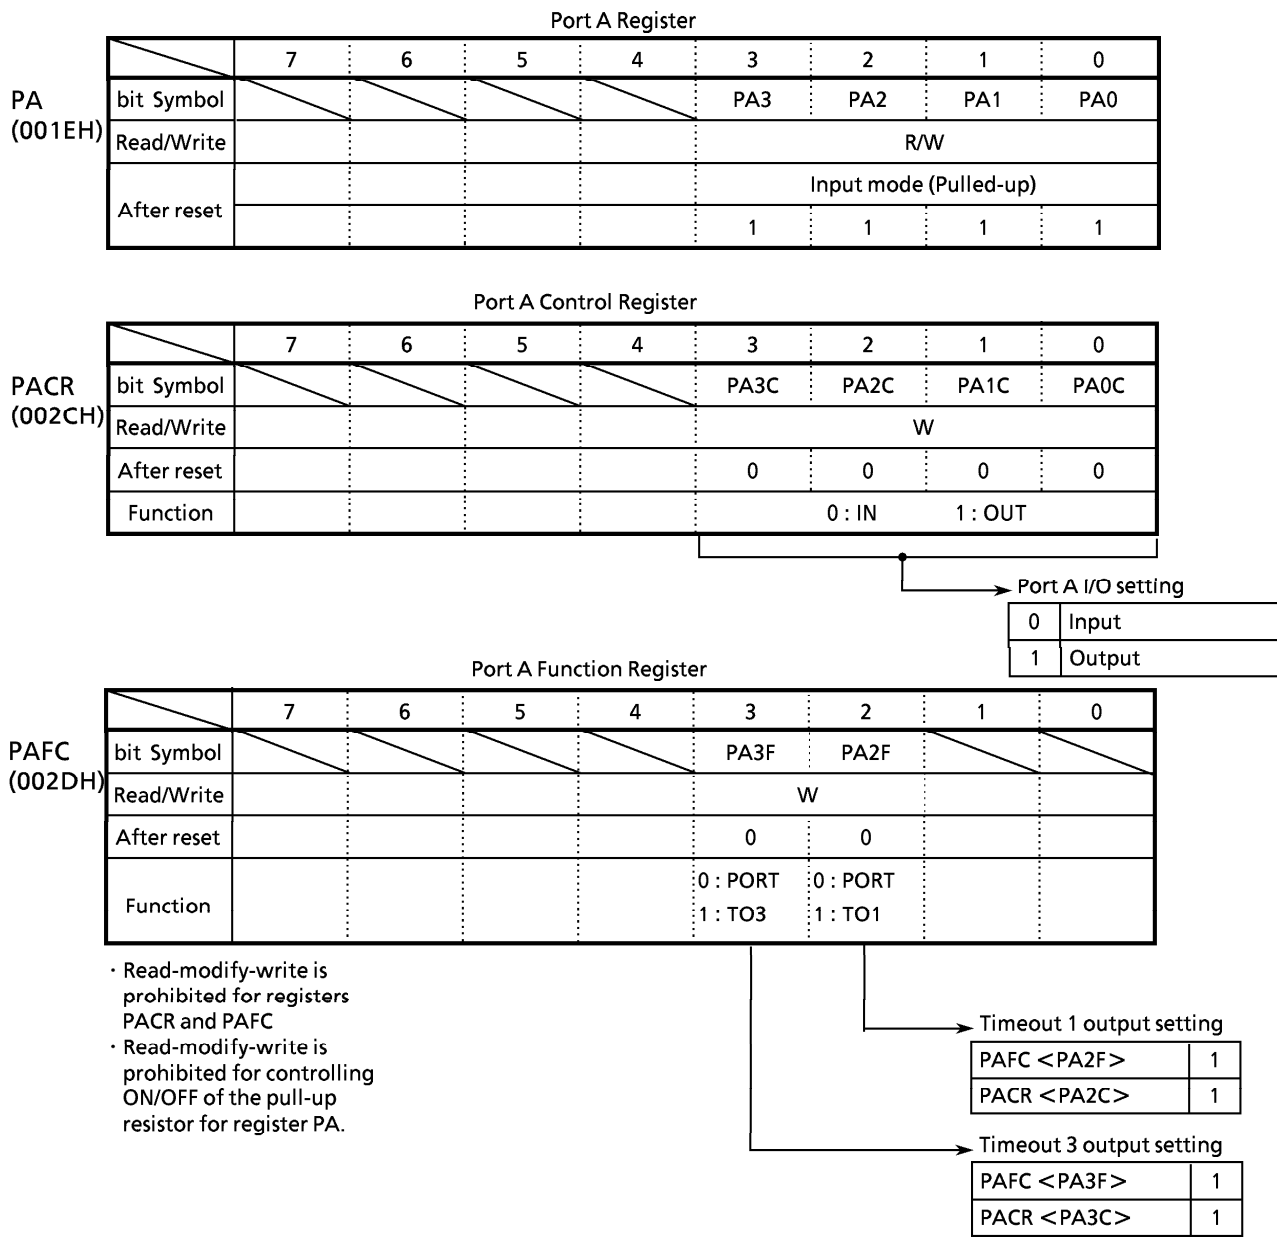 Port A Register
7 6 5 4 3 2 1 0
PA
(001EH)
bit Symbol PA3 PA2 PA1 PA0
Read/Write R/W
After reset Input mode (Pulled-up)
1 1 1 1
Port A Control Register
7 6 5 4 3 2 1 0
PACR
(002CH)
bit Symbol PA3C PA2C PA1C PA0C
Read/Write W
After reset 0 0 0 0
Function 0 : IN 1 : OUT
Port A I/O setting
0 Input
1 Output
Port A Function Register
7 6 5 4 3 2 1 0
PAFC
(002DH)
bit Symbol PA3F PA2F
Read/Write W
After reset 0 0
Function 0 : PORT 0 : PORT
1 : TO3 1 : TO1
· Read-modify-write is
prohibited for registers
PACR and PAFC
· Read-modify-write is
prohibited for controlling
ON/OFF of the pull-up
resistor for register PA.
Timeout 1 output setting
PAFC <PA2F> 1
PACR <PA2C> 1
Timeout 3 output setting
PAFC <PA3F> 1
PACR <PA3C> 1